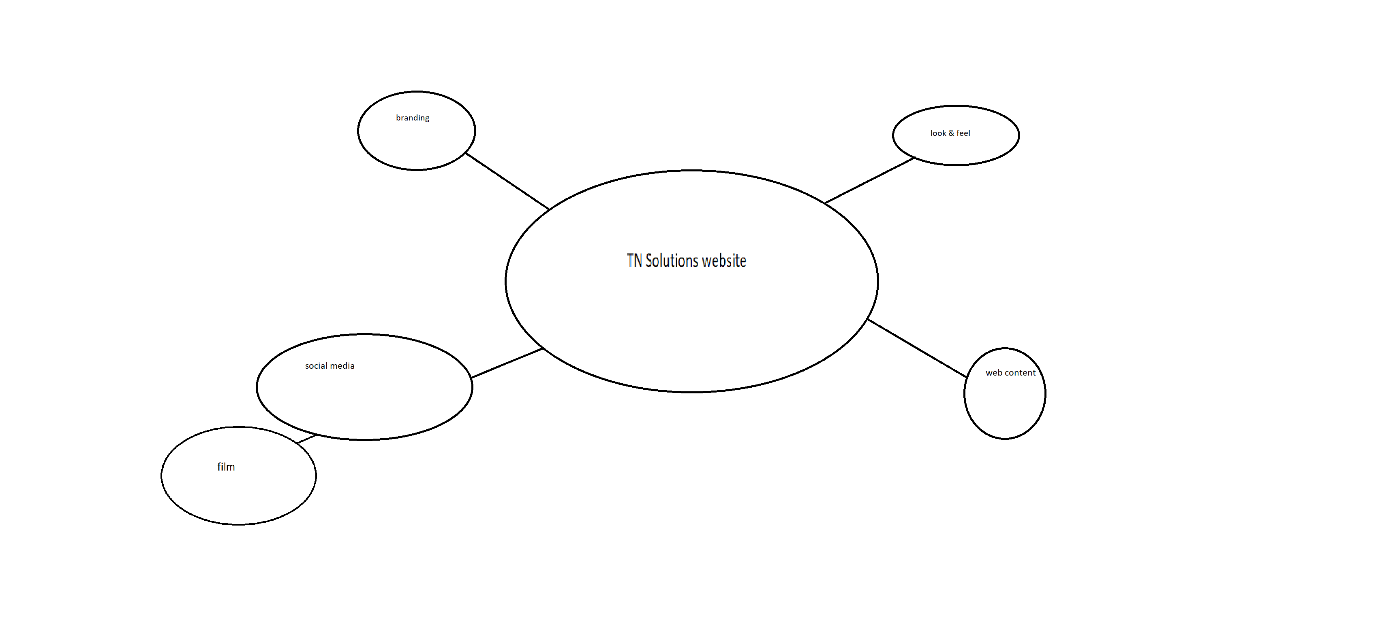 branding
look & feel
TN Solutions website
social media
web content
film